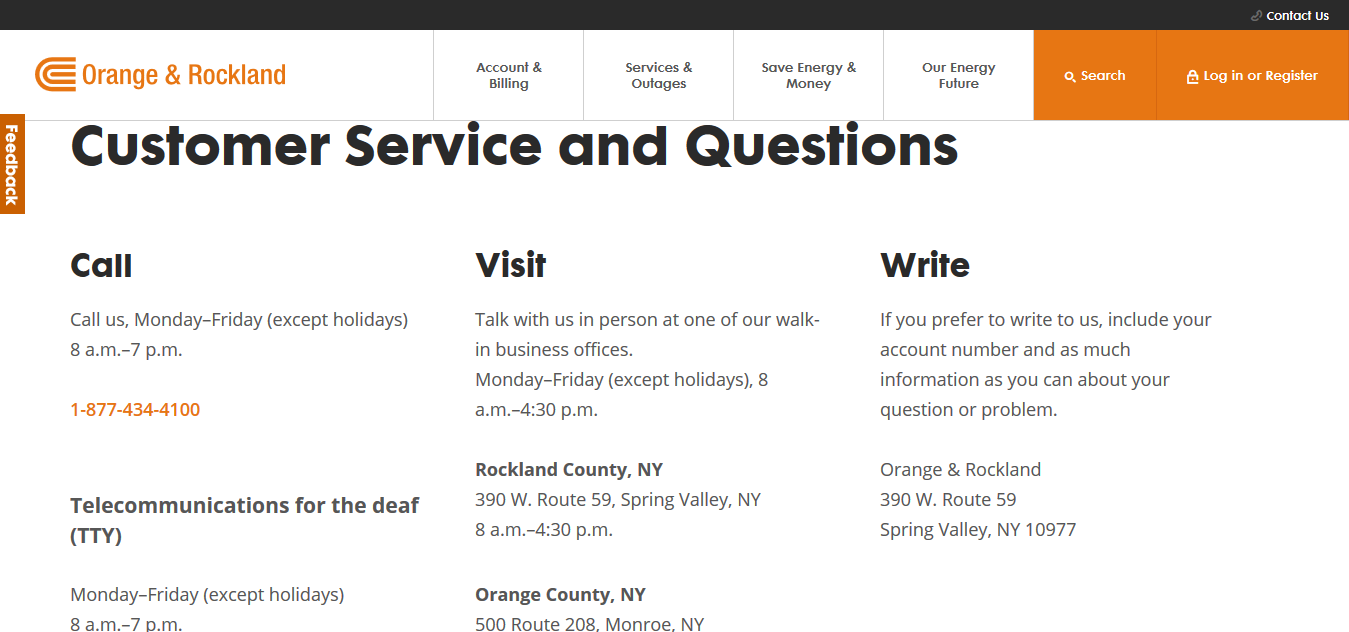 Contact Us
Orange & Rockland
Account &
Billing
Services &
Outages
Save Energy &
Money
Our Energy
Future
Search
Log in or Register
Feedback
Customer Service and Questions
Call
Call us, Monday–Friday (except holidays)
8 a.m.–7 p.m.
1-877-434-4100
Telecommunications for the deaf
(TTY)
Monday–Friday (except holidays)
8 a.m.–7 p.m.
Visit
Talk with us in person at one of our walk-
in business offices.
Monday–Friday (except holidays), 8
a.m.–4:30 p.m.
Rockland County, NY
390 W. Route 59, Spring Valley, NY
8 a.m.–4:30 p.m.
Orange County, NY
500 Route 208, Monroe, NY
Write
If you prefer to write to us, include your
account number and as much
information as you can about your
question or problem.
Orange & Rockland
390 W. Route 59
Spring Valley, NY 10977